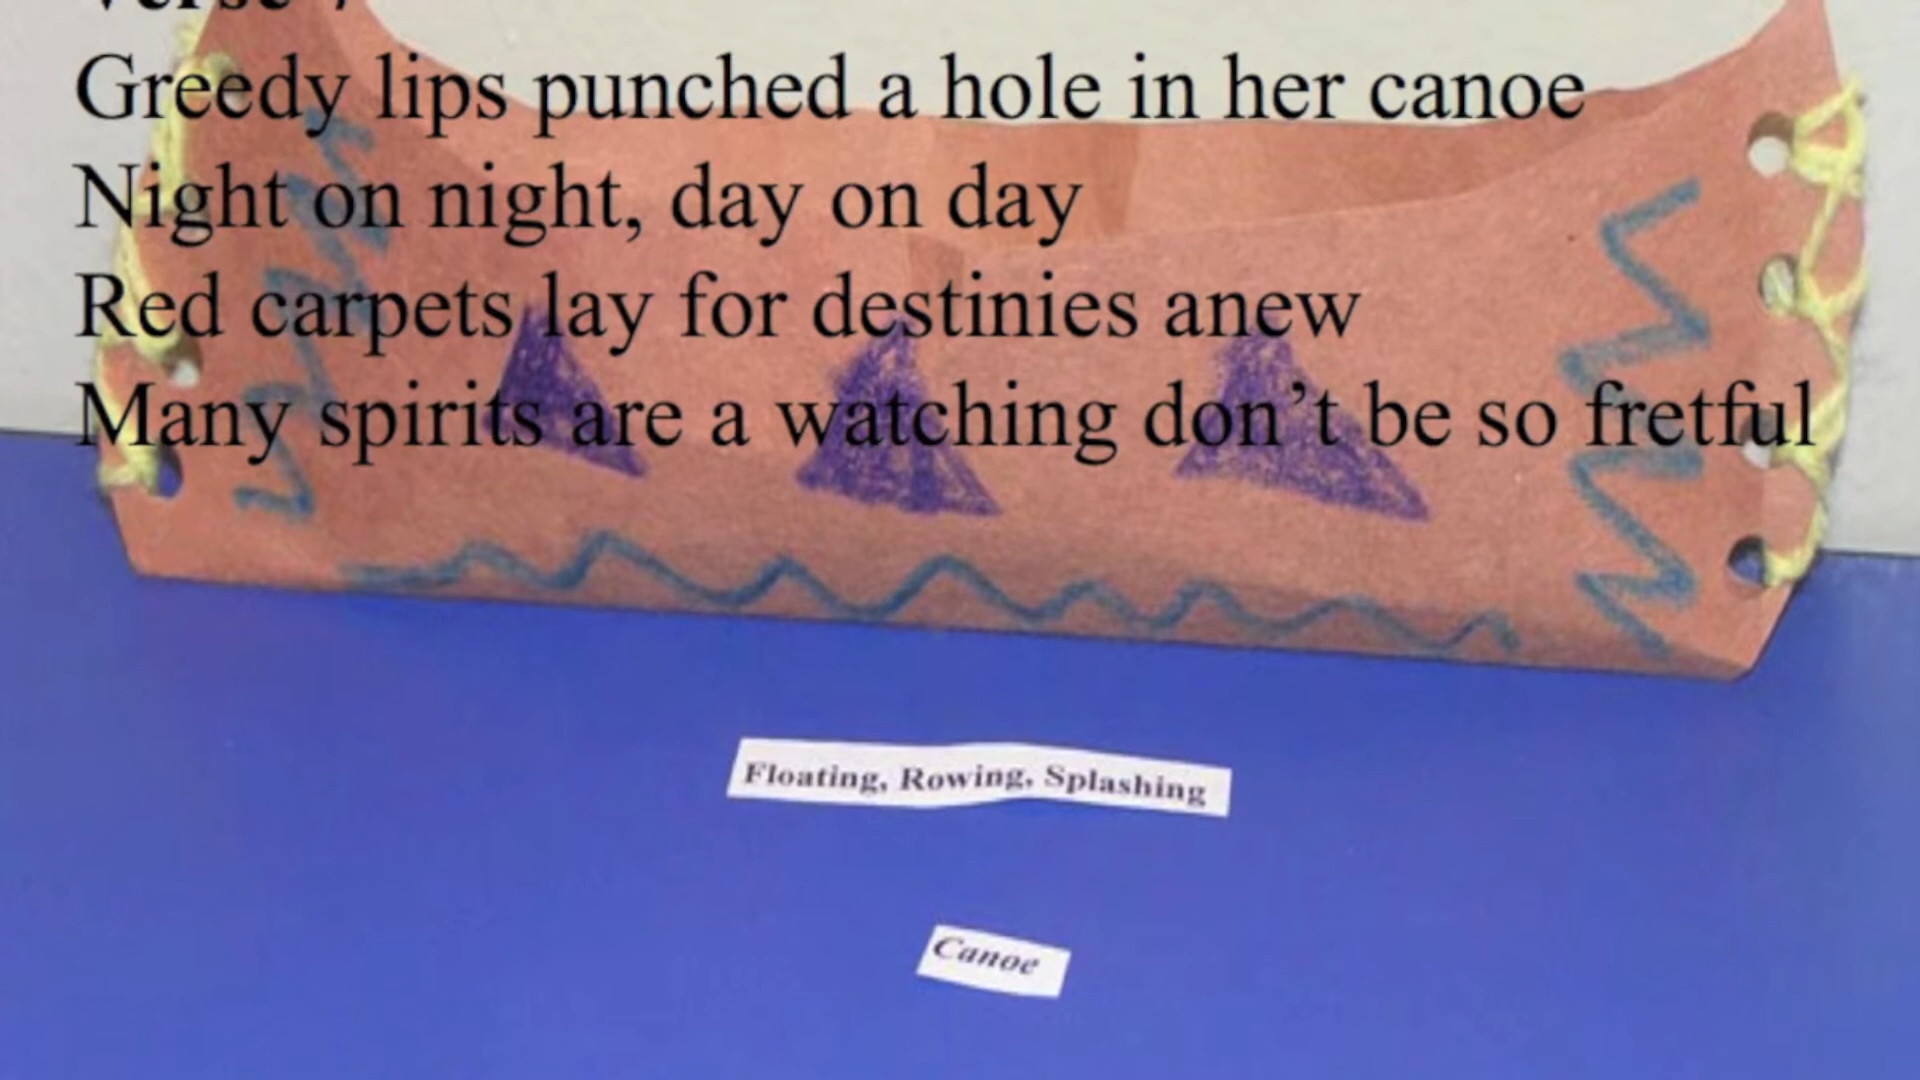 Greedy lips punched a hole in her canoe
Night on night, day on day
Red carpets lay for destinies anew
Many spirits are a watching don’t be so fretful
Floating, Rowing, Splashing
Canoe